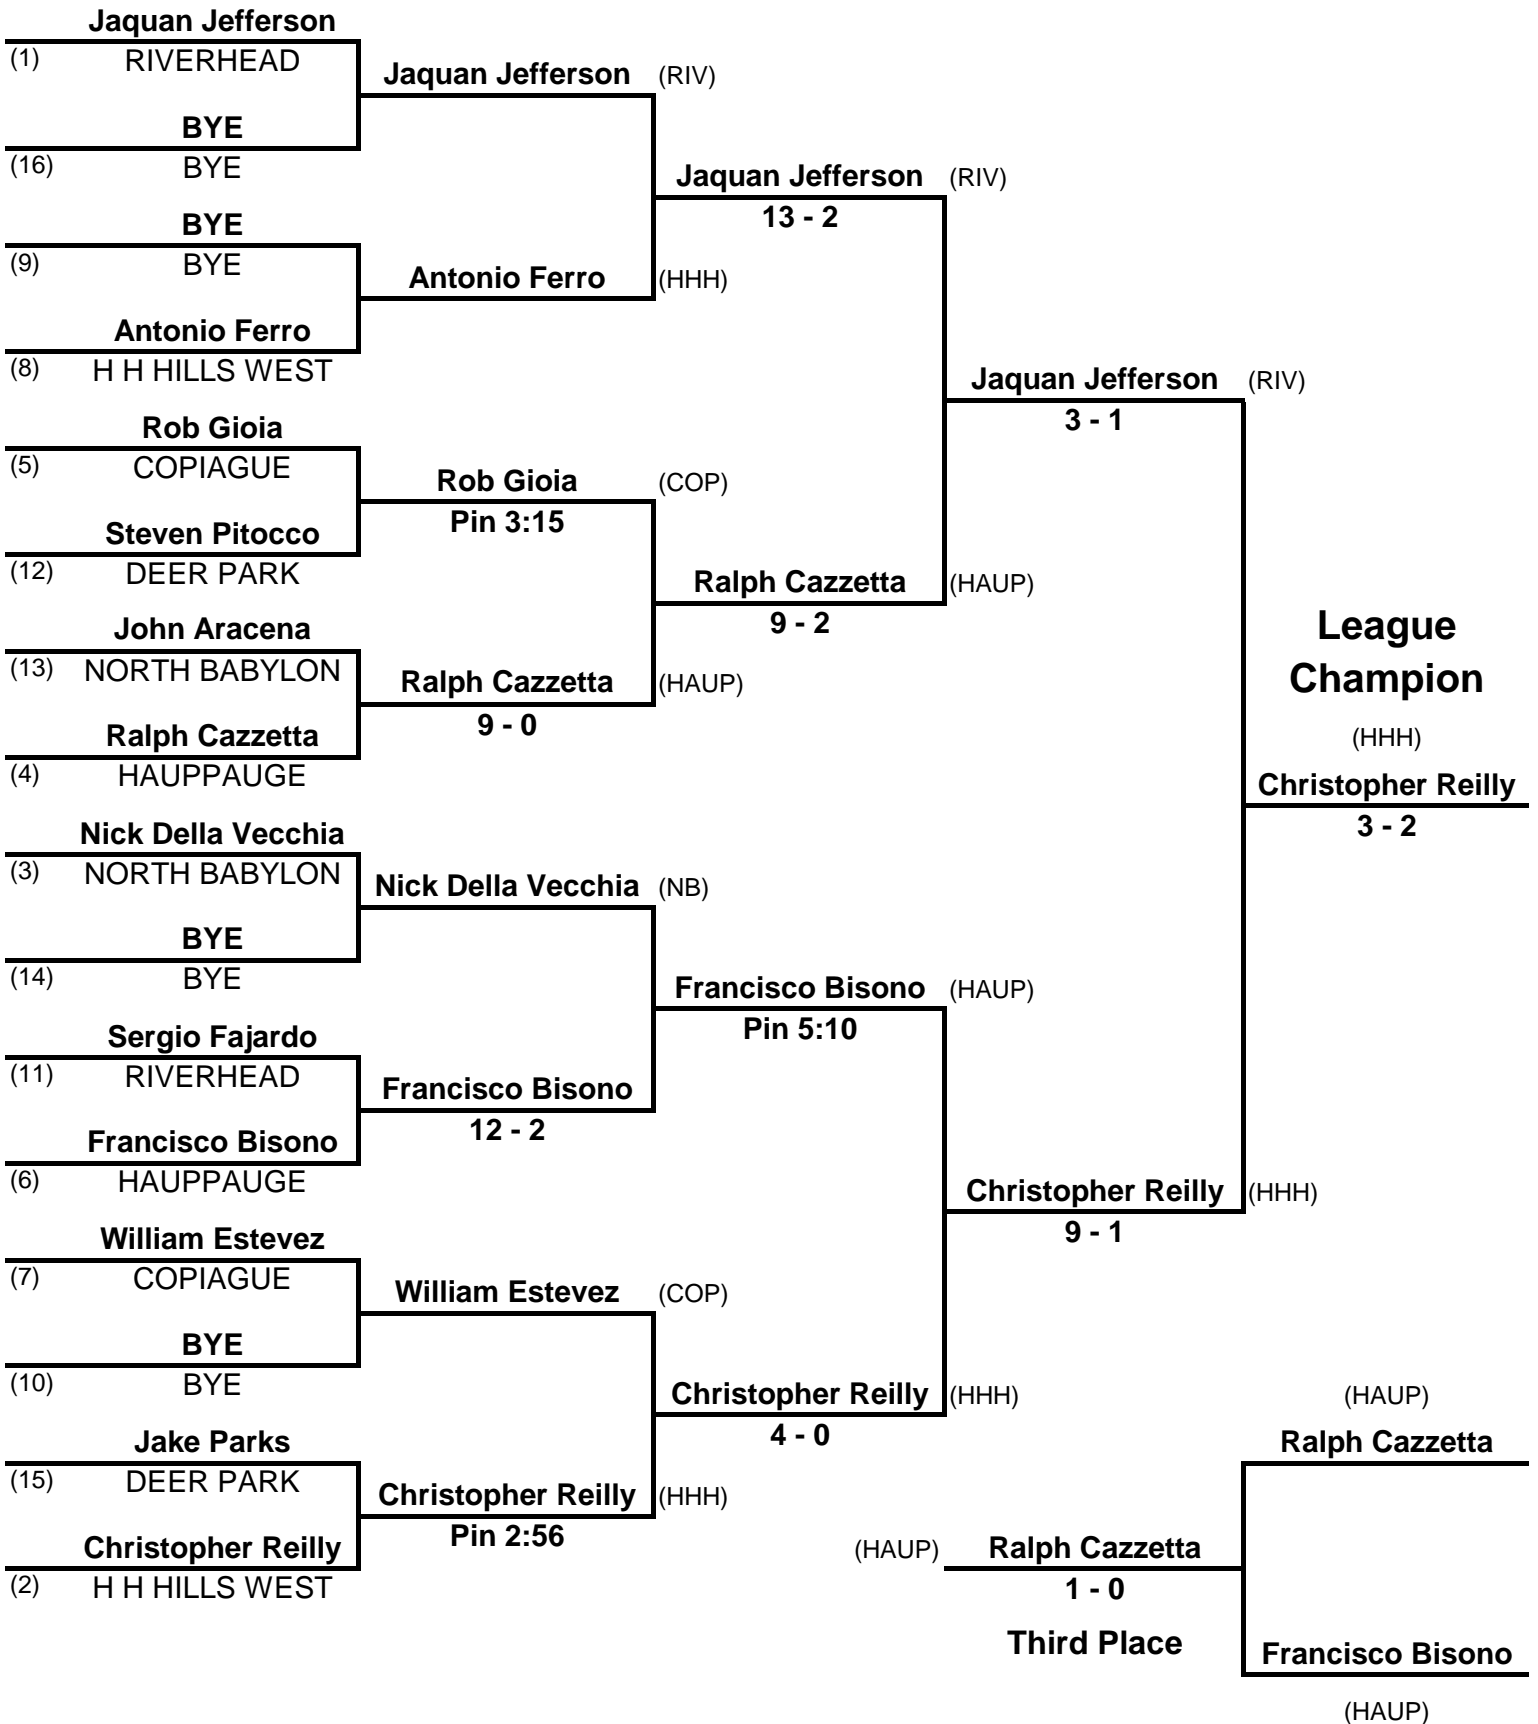 Jaquan Jefferson
(1) RIVERHEAD
BYE
(16) BYE
BYE
(9) BYE
Antonio Ferro
(8) H H HILLS WEST
Rob Gioia
(5) COPIAGUE
Steven Pitocco
(12) DEER PARK
John Aracena
(13) NORTH BABYLON
Ralph Cazzetta
(4) HAUPPAUGE
Nick Della Vecchia
(3) NORTH BABYLON
BYE
(14) BYE
Sergio Fajardo
(11) RIVERHEAD
Francisco Bisono
(6) HAUPPAUGE
William Estevez
(7) COPIAGUE
BYE
(10) BYE
Jake Parks
(15) DEER PARK
Christopher Reilly
(2) H H HILLS WEST
Jaquan Jefferson (RIV)
Antonio Ferro (HHH)
Rob Gioia (COP)
Pin 3:15
Ralph Cazzetta (HAUP)
9 - 0
Nick Della Vecchia (NB)
Francisco Bisono
12 - 2
William Estevez (COP)
Christopher Reilly (HHH)
Pin 2:56
Jaquan Jefferson (RIV)
13 - 2
Ralph Cazzetta (HAUP)
9 - 2
Francisco Bisono (HAUP)
Pin 5:10
Christopher Reilly (HHH)
4 - 0
Jaquan Jefferson (RIV)
3 - 1
Christopher Reilly (HHH)
9 - 1
League
Champion
(HHH)
Christopher Reilly
3 - 2
(HAUP)
Ralph Cazzetta
(HAUP) Ralph Cazzetta
1 - 0
Third Place
Francisco Bisono
(HAUP)